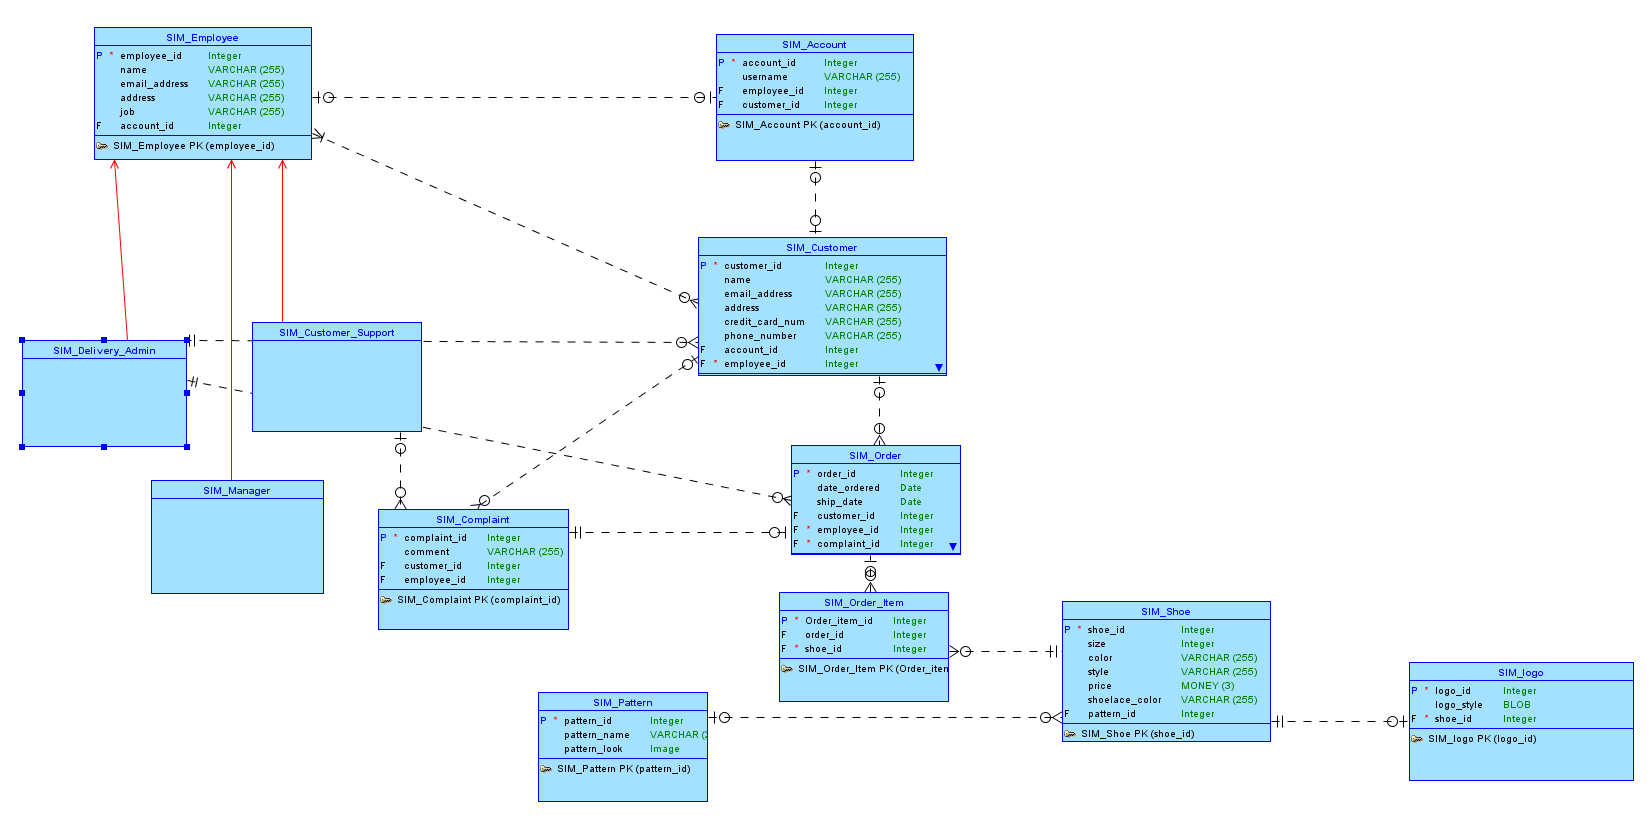 SIM_Employee
P * employee_id Integer
name VARCHAR (255)
email_address VARCHAR (255)
address VARCHAR (255)
job VARCHAR (255)
F account_id Integer
SIM_Employee PK (employee_id)
SIM_Account
P * account_id Integer
username VARCHAR (255)
F employee_id Integer
F customer_id Integer
SIM_Account PK (account_id)
SIM_Customer
P * customer_id Integer
name VARCHAR (255)
email_address VARCHAR (255)
address VARCHAR (255)
credit_card_num VARCHAR (255)
phone_number VARCHAR (255)
F account_id Integer
F * employee_id Integer
SIM_Customer_Support
SIM_Delivery_Admin
SIM_Manager
SIM_Order
P * order_id Integer
date_ordered Date
ship_date Date
F customer_id Integer
F * employee_id Integer
F * complaint_id Integer
SIM_Complaint
P * complaint_id Integer
comment VARCHAR (255)
F customer_id Integer
F employee_id Integer
SIM_Complaint PK (complaint_id)
SIM_Order_Item
P * Order_item_id Integer
F order_id Integer
F * shoe_id Integer
SIM_Order_Item PK (Order_iten
SIM_Shoe
P * shoe_id Integer
size Integer
color VARCHAR (255)
style VARCHAR (255)
price MONEY (3)
shoelace_color VARCHAR (255)
F pattern_id Integer
SIM_Shoe PK (shoe_id)
SIM_logo
P * logo_id Integer
logo_style BLOB
F * shoe_id Integer
SIM_logo PK (logo_id)
SIM_Pattern
P * pattern_id Integer
pattern_name VARCHAR (2
pattern_look Image
SIM_Pattern PK (pattern_id)